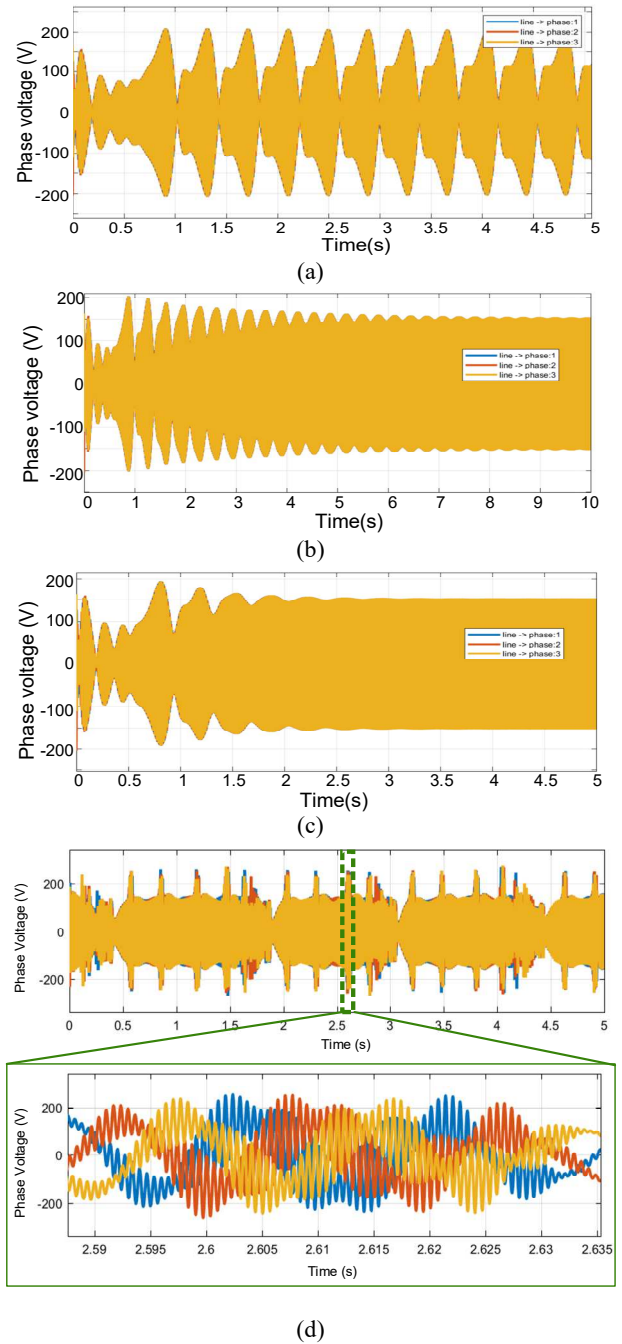 Phase voltage (V)
200
100
0
-100
-200
line -> phase:1
line -> phase:2
line -> phase:3
0 0.5 1 1.5 2 2.5 3 3.5 4 4.5 5
Time(s)
(a)
Phase voltage (V)
200
100
0
-100
-200
line -> phase:1
line -> phase:2
line -> phase:3
0 1 2 3 4 5 6 7 8 9 10
Time(s)
(b)
Phase voltage (V)
200
100
0
-100
-200
line -> phase:1
line -> phase:2
line -> phase:3
0 0.5 1 1.5 2 2.5 3 3.5 4 4.5 5
Time(s)
(c)
Phase Voltage (V)
200
0
-200
0 0.5 1 1.5 2 2.5 3 3.5 4 4.5 5
Time (s)
Phase Voltage (V)
200
0
-200
2.59 2.595 2.6 2.605 2.61 2.615 2.62 2.625 2.63 2.635
Time (s)
(d)